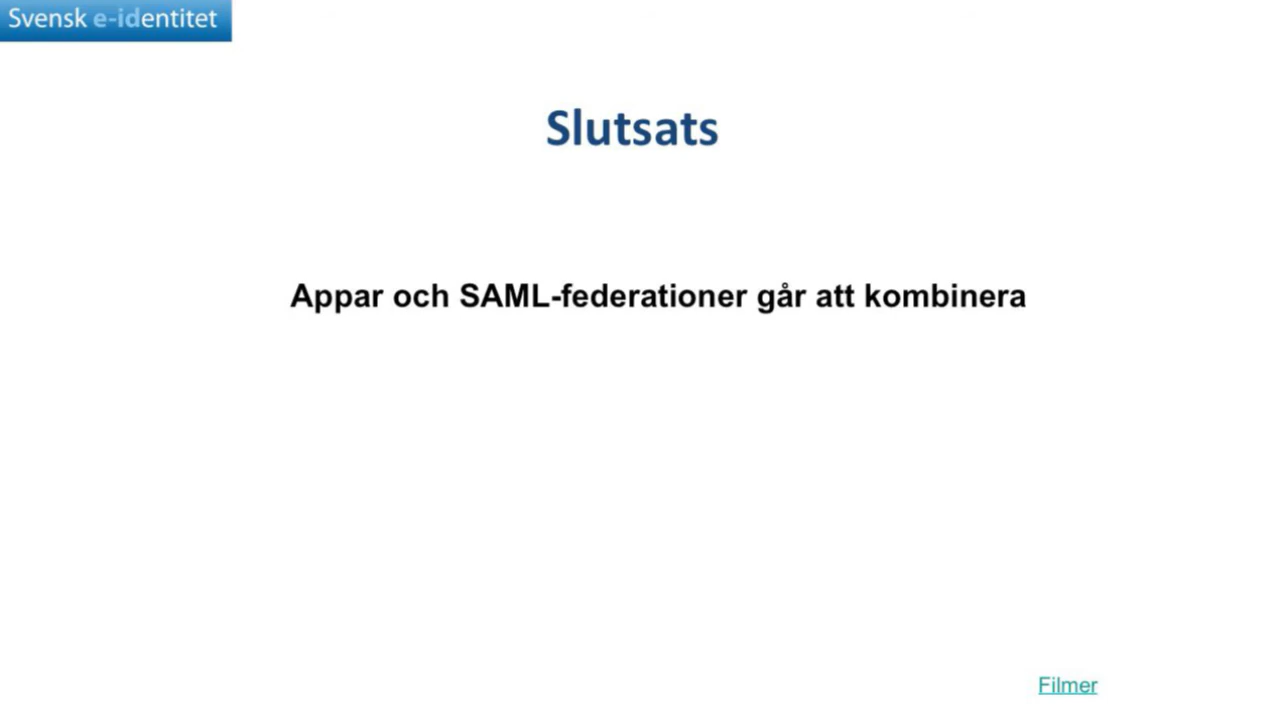 Svensk e-identitet
Slutsats
Appar och SAML-federationer går att kombinera
Filmer